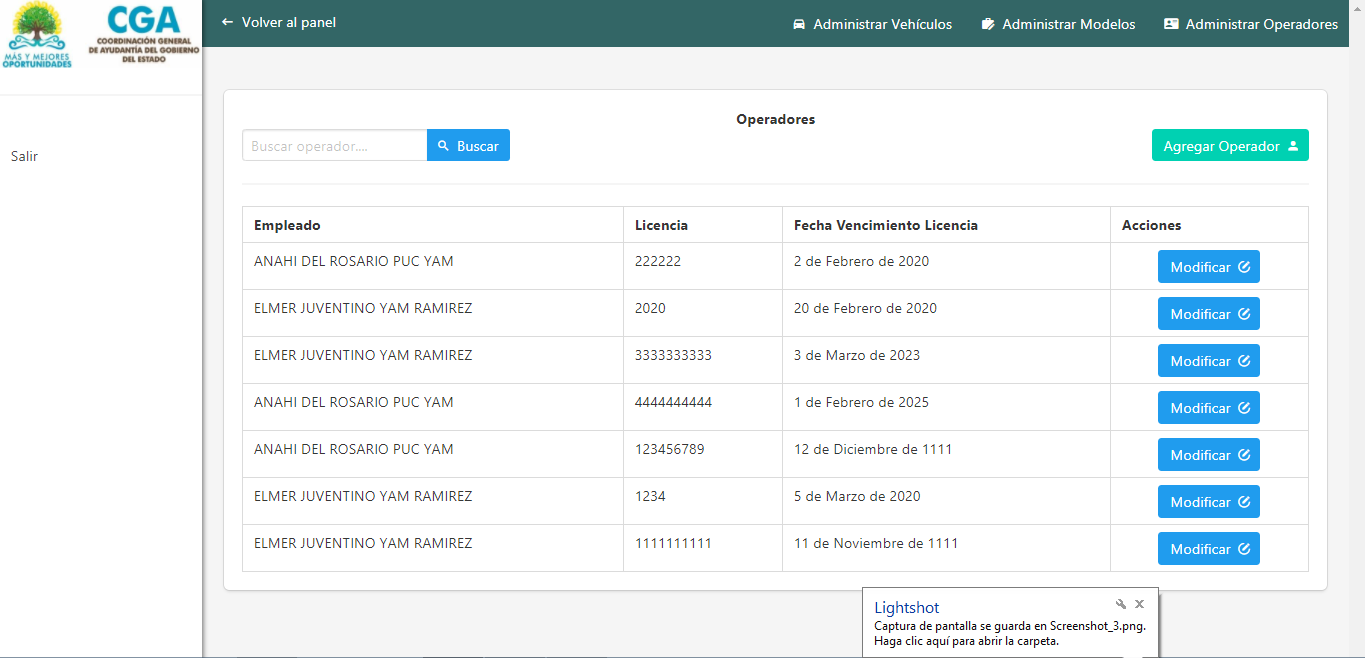 MÁS Y MEJORES
OPORTUNIDADES
CGA
COORDINACIÓN GENERAL
DE AYUDANTÍA DEL GOBIERNO
DEL ESTADO
Volver al panel
Administrar Vehículos
Administrar Modelos
Administrar Operadores
Salir
Operadores
Buscar operador....
Buscar
Agregar Operador
Empleado Licencia Fecha Vencimiento Licencia Acciones
ANAHI DEL ROSARIO PUC YAM 222222 2 de Febrero de 2020 Modificar
ELMER JUVENTINO YAM RAMIREZ 2020 20 de Febrero de 2020 Modificar
ELMER JUVENTINO YAM RAMIREZ 3333333333 3 de Marzo de 2023 Modificar
ANAHI DEL ROSARIO PUC YAM 4444444444 1 de Febrero de 2025 Modificar
ANAHI DEL ROSARIO PUC YAM 123456789 12 de Diciembre de 1111 Modificar
ELMER JUVENTINO YAM RAMIREZ 1234 5 de Marzo de 2020 Modificar
ELMER JUVENTINO YAM RAMIREZ 1111111111 11 de Noviembre de 1111 Modificar
Lightshot
Captura de pantalla se guarda en Screenshot_3.png.
Haga clic aquí para abrir la carpeta.